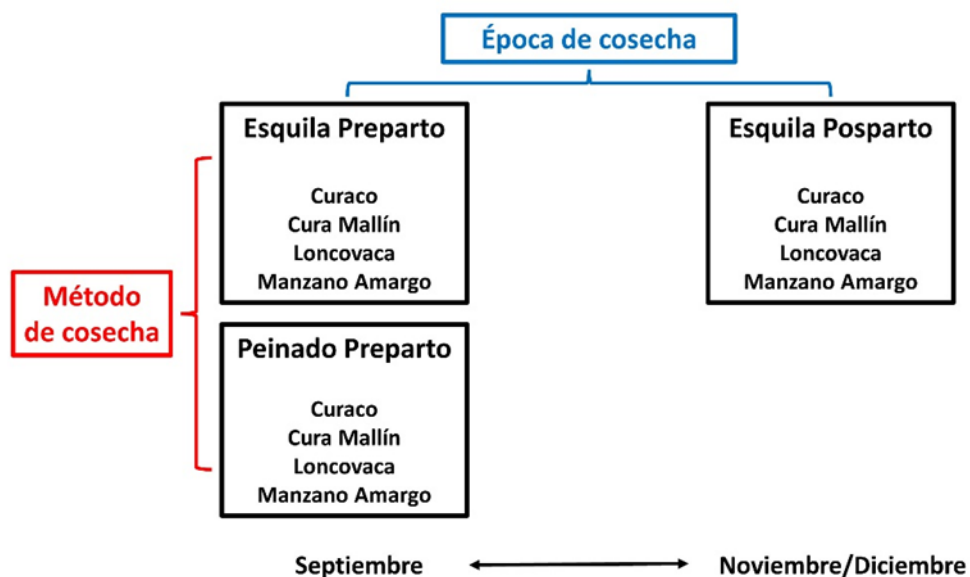 Época de cosecha
Esquila Preparto
Curaco
Cura Mallín
Loncovaca
Manzano Amargo
Esquila Posparto
Curaco
Cura Mallín
Loncovaca
Manzano Amargo
Método
de cosecha
Peinado Preparto
Curaco
Cura Mallín
Loncovaca
Manzano Amargo
Septiembre
Noviembre/Diciembre